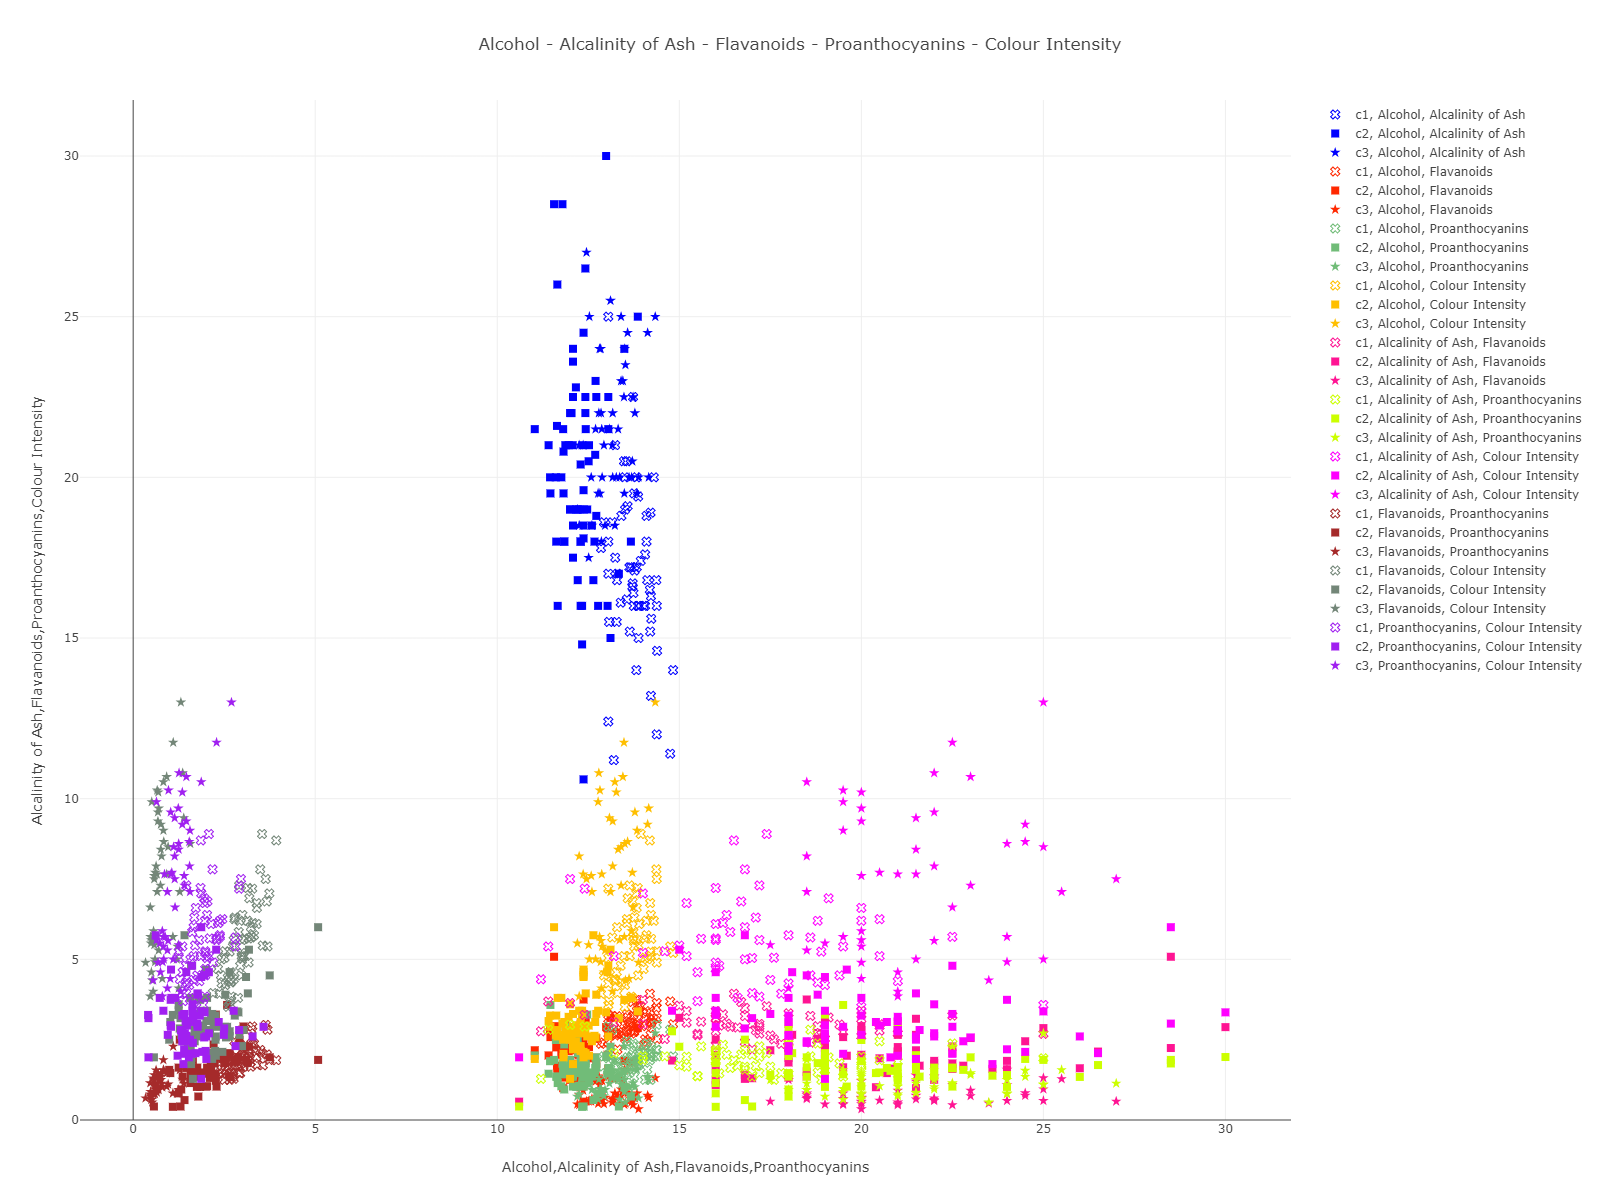 Alcohol - Alcalinity of Ash - Flavanoids - Proanthocyanins - Colour Intensity
c1, Alcohol, Alcalinity of Ash
c2, Alcohol, Alcalinity of Ash
c3, Alcohol, Alcalinity of Ash
c1, Alcohol, Flavanoids
c2, Alcohol, Flavanoids
c3, Alcohol, Flavanoids
c1, Alcohol, Proanthocyanins
c2, Alcohol, Proanthocyanins
c3, Alcohol, Proanthocyanins
c1, Alcohol, Colour Intensity
c2, Alcohol, Colour Intensity
c3, Alcohol, Colour Intensity
c1, Alcalinity of Ash, Flavanoids
c2, Alcalinity of Ash, Flavanoids
c3, Alcalinity of Ash, Flavanoids
c1, Alcalinity of Ash, Proanthocyanins
c2, Alcalinity of Ash, Proanthocyanins
c3, Alcalinity of Ash, Proanthocyanins
c1, Alcalinity of Ash, Colour Intensity
c2, Alcalinity of Ash, Colour Intensity
c3, Alcalinity of Ash, Colour Intensity
c1, Flavanoids, Proanthocyanins
c2, Flavanoids, Proanthocyanins
c3, Flavanoids, Proanthocyanins
c1, Flavanoids, Colour Intensity
c2, Flavanoids, Colour Intensity
c3, Flavanoids, Colour Intensity
c1, Proanthocyanins, Colour Intensity
c2, Proanthocyanins, Colour Intensity
c3, Proanthocyanins, Colour Intensity
Alcalinity of Ash,Flavanoids,Proanthocyanins,Colour Intensity
30
25
20
15
10
5
0
0 5 10 15 20 25 30
Alcohol,Alcalinity of Ash,Flavanoids,Proanthocyanins